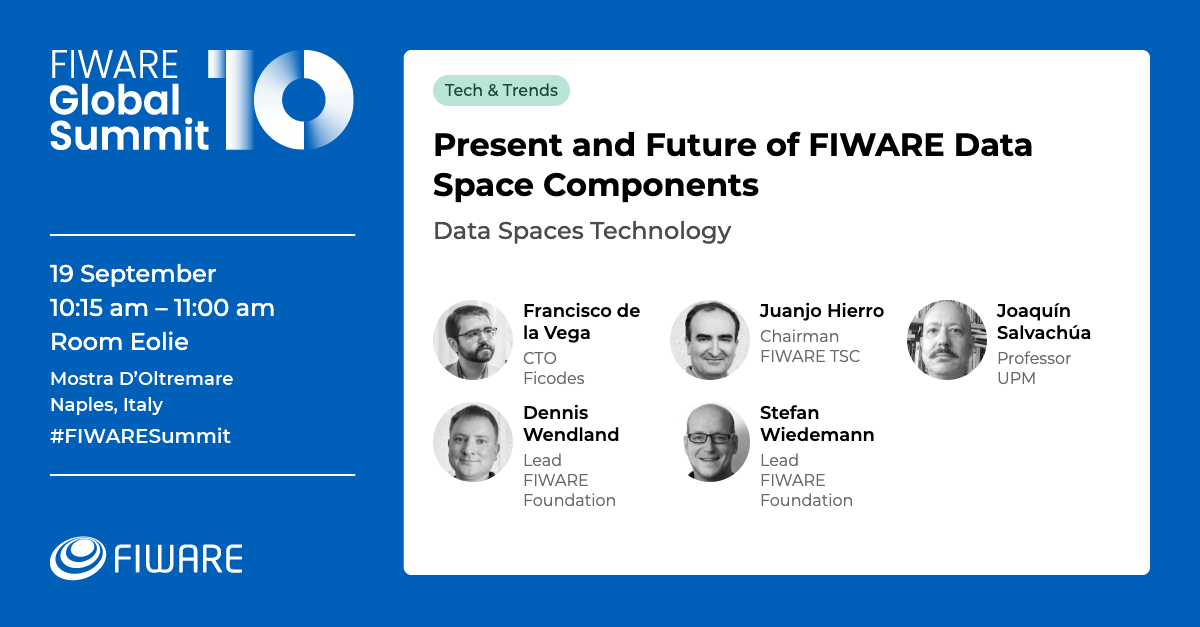 FIWARE
Global
Summit
10
19 September
10:15 am – 11:00 am
Room Eolie
Mostra D’Oltremare
Naples, Italy
#FIWARESummit
FIWARE
Tech & Trends
Present and Future of FIWARE Data
Space Components
Data Spaces Technology
Francisco de
la Vega
CTO
Ficodes
Juanjo Hierro
Chairman
FIWARE TSC
Joaquín
Salvachúa
Professor
UPM
Dennis
Wendland
Lead
FIWARE
Foundation
Stefan
Wiedemann
Lead
FIWARE
Foundation